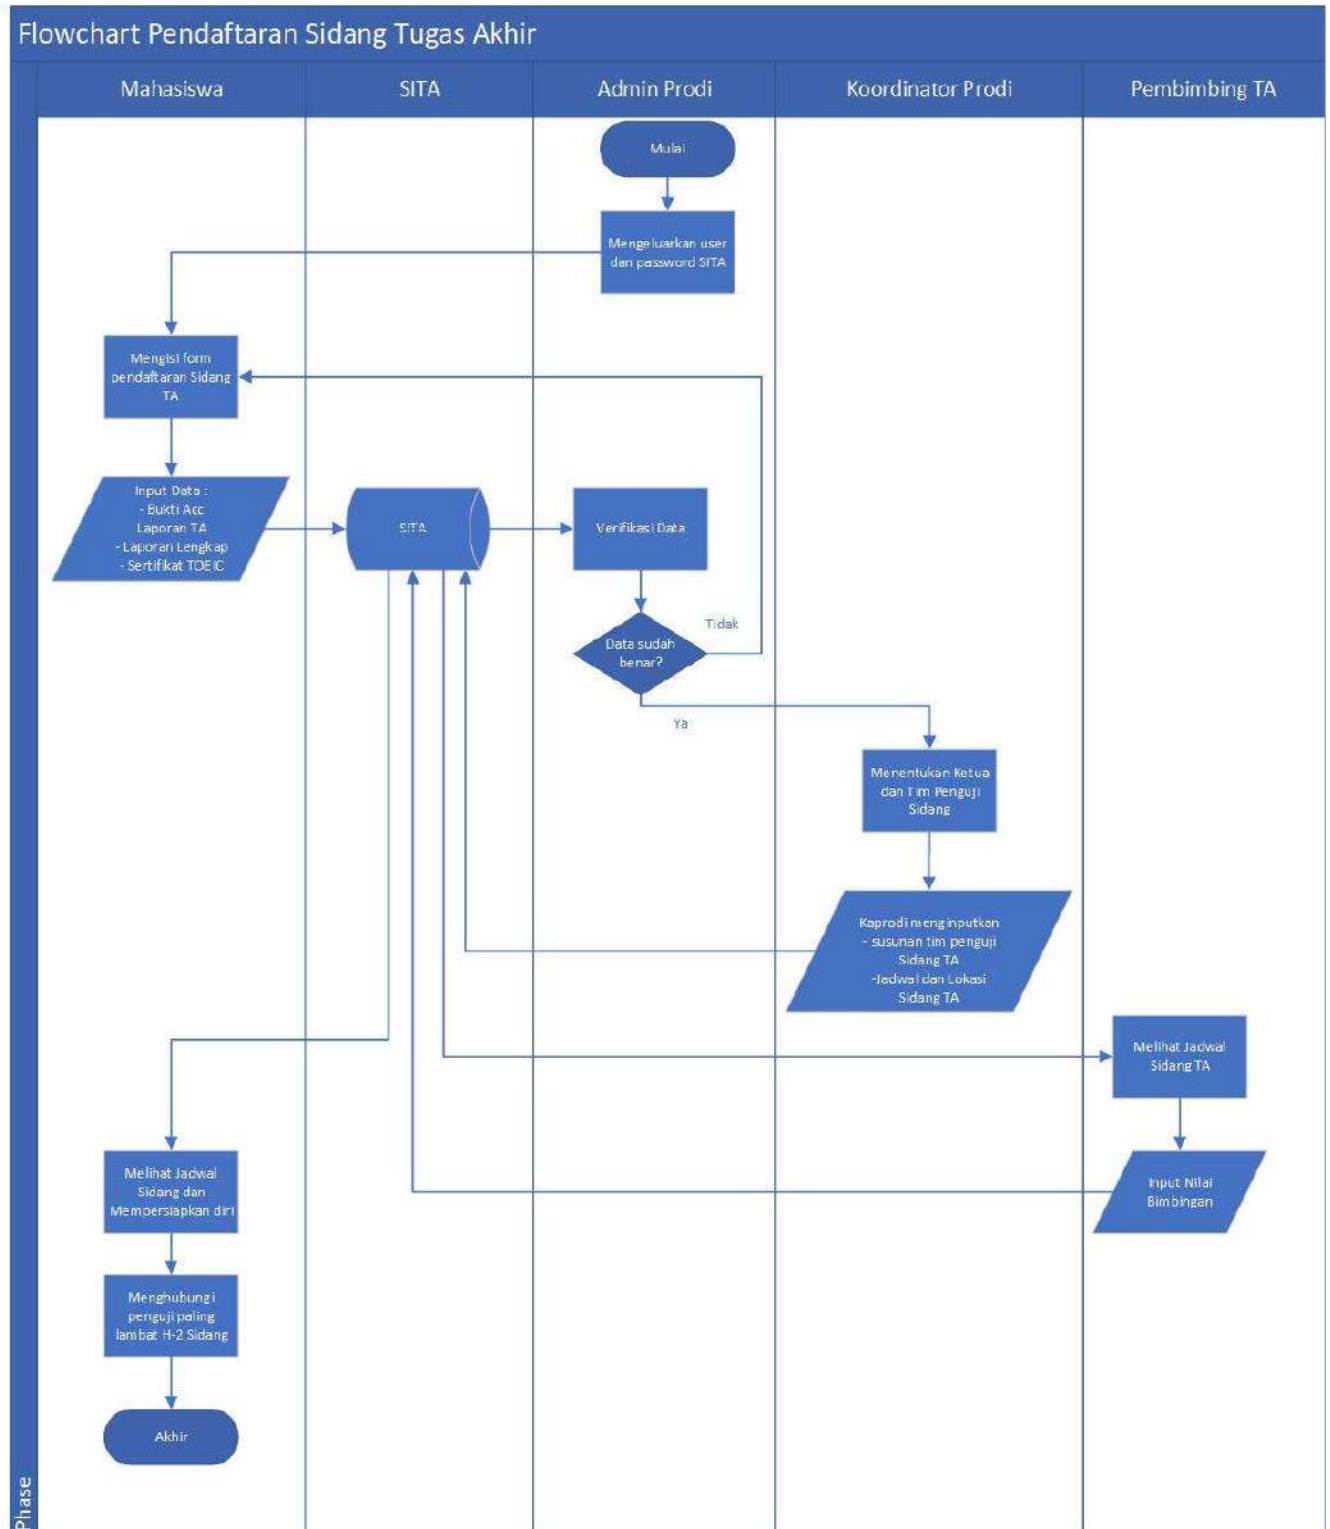 Flowchart Pendaftaran Sidang Tugas Akhir
Mahasiswa
SITA
Admin Prodi
Koordinator Prodi
Pembimbing TA
Mulai
Mengeluarkan user
dan password SITA
Mengisi form
pendaftaran Sidang
TA
Input Data :
- Bukti Acc
Laporan TA
- Laporan Lengkap
- Sertifikat TOEIC
SITA
Verifikasi Data
Data sudah
benar?
Tidak
Ya
Menentukan Ketua
dan Tim Penguji
Sidang
Kaprodi menginputkan
- susunan tim penguji
Sidang TA
-Jadwal dan Lokasi
Sidang TA
Melihat Jadwal
Sidang TA
Input Nilai
Bimbingan
Melihat Jadwal
Sidang dan
Mempersiapkan diri
Menghubungi
penguji paling
lambat H-2 Sidang
Akhir
Phase